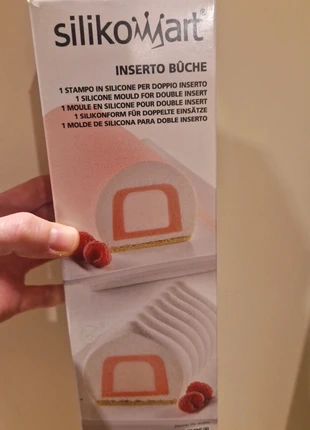 silikomart®
INSERTO BÛCHE
1 STAMPO IN SILICONE PER DOPPIO INSERTO
1 SILICONE MOULD FOR DOUBLE INSERT
1 MOULE EN SILICONE POUR DOUBLE INSERT
1 SILIKONFORM FÜR DOPPELTE EINSÄTZE
1 MOLDE DE SILICONA PARA DOBLE INSERTO